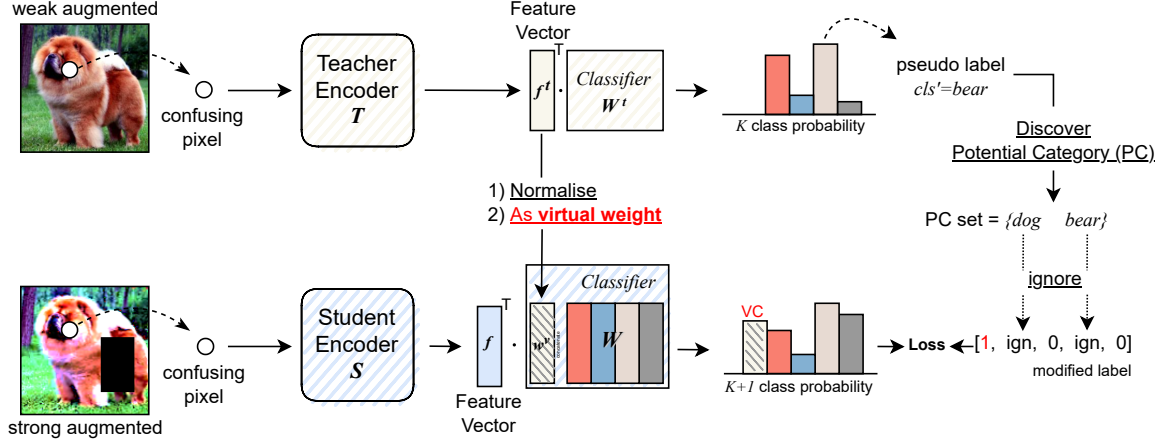 weak augmented
confusing
pixel
Teacher
Encoder
T
Feature
Vector
T
f t
·
Classifier
W t
K class probability
pseudo label
cls'=bear
Discover
Potential Category (PC)
1) Normalise
2) As virtual weight
PC set = {dog bear}
ignore
strong augmented
confusing
pixel
Student
Encoder
S
T
f
·
Feature
Vector
Classifier
w v
W
VC
K+1 class probability
Loss
[1, ign, 0, ign, 0]
modified label